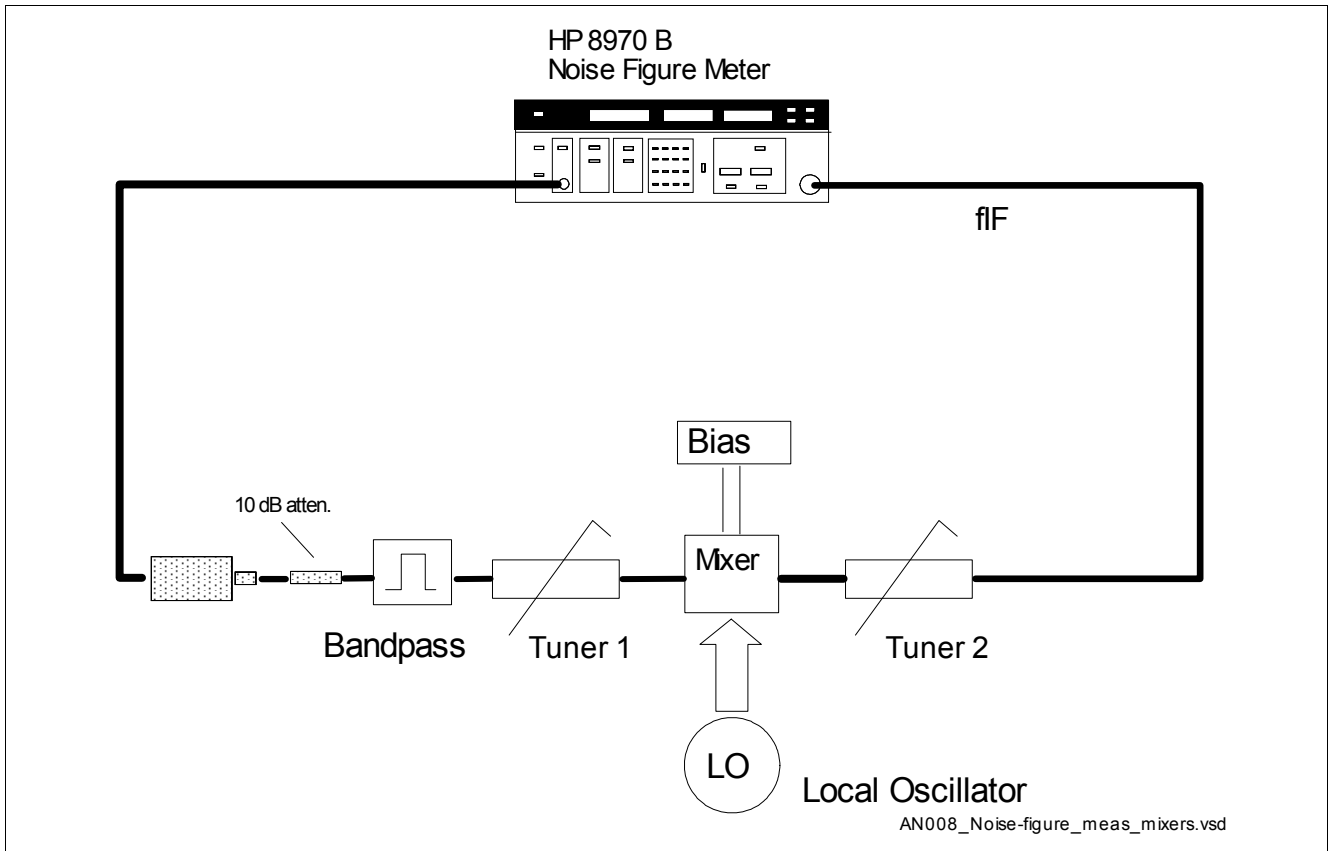 HP 8970 B
Noise Figure Meter
fIF
Bias
10 dB atten.
Mixer
Bandpass
Tuner 1
Tuner 2
LO
Local Oscillator
AN008_Noise-figure_meas_mixers.vsd